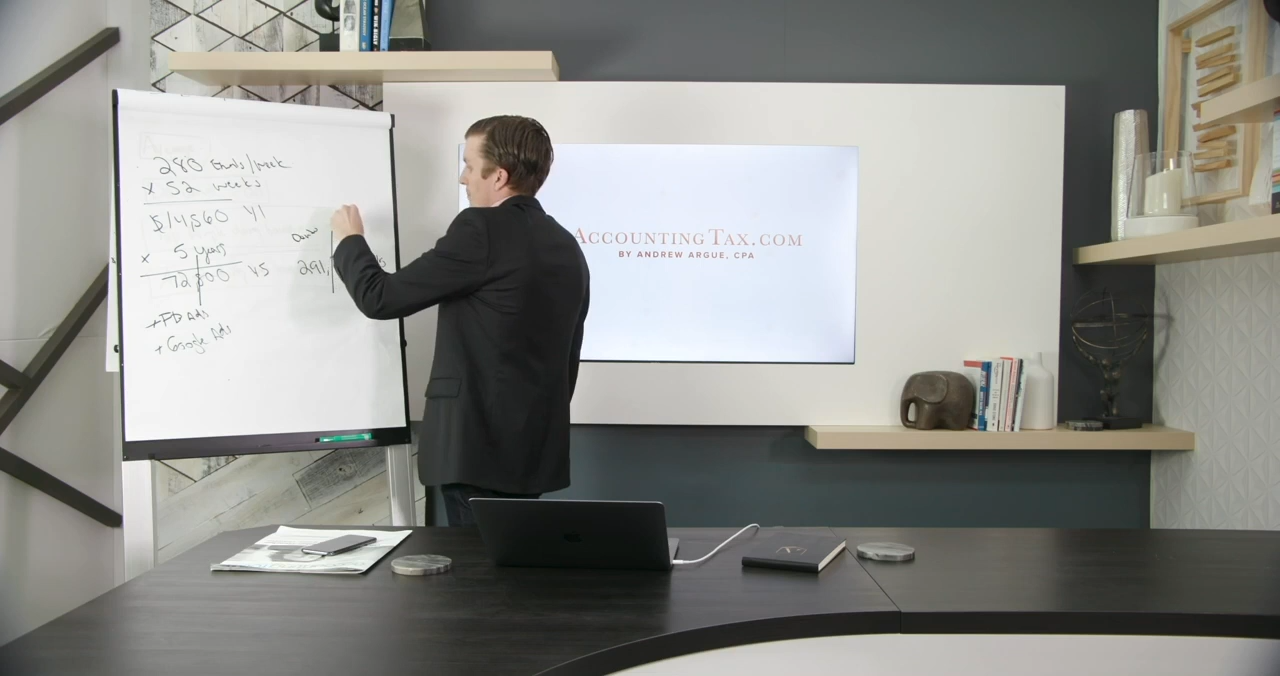 280 Emails/week
x 52 weeks
$14,560 Y1
x 5 years
72,800 Y5
+ FB Ads
+ Google Ads
291,
ACCOUNTINGTAX.COM
BY ANDREW ARGUE, CPA